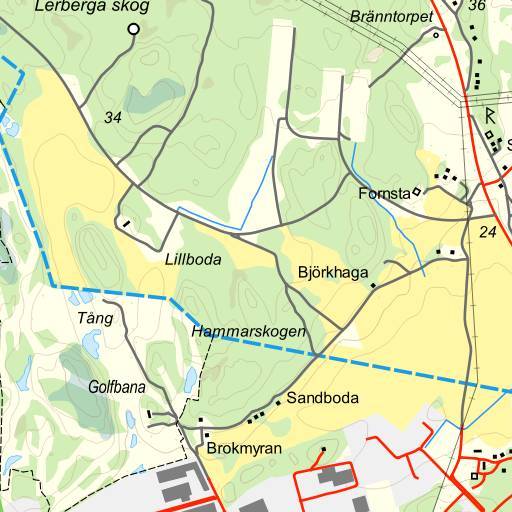 Lerberga skog
36
Bränntorpet
34
R
S
Fornsta
24
Lillboda
Björkhaga
Tång
Hammarskogen
Golfbana
Sandboda
Brokmyran